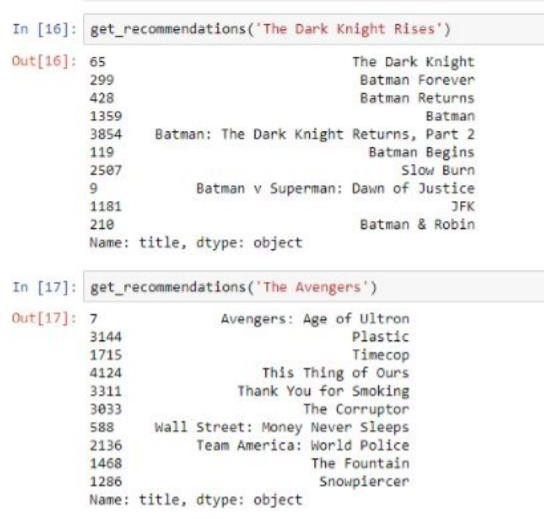 In [16]: get_recommendations('The Dark Knight Rises')
Out[16]: 65 The Dark Knight
299 Batman Forever
428 Batman Returns
1359 Batman
3854 Batman: The Dark Knight Returns, Part 2
119 Batman Begins
2507 Slow Burn
9 Batman v Superman: Dawn of Justice
1181 JFK
210 Batman & Robin
Name: title, dtype: object
In [17]: get_recommendations('The Avengers')
Out[17]: 7 Avengers: Age of Ultron
3144 Plastic
1715 Timecop
4124 This Thing of Ours
3311 Thank You for Smoking
3033 The Corruptor
588 Wall Street: Money Never Sleeps
2136 Team America: World Police
1468 The Fountain
1286 Snowpiercer
Name: title, dtype: object